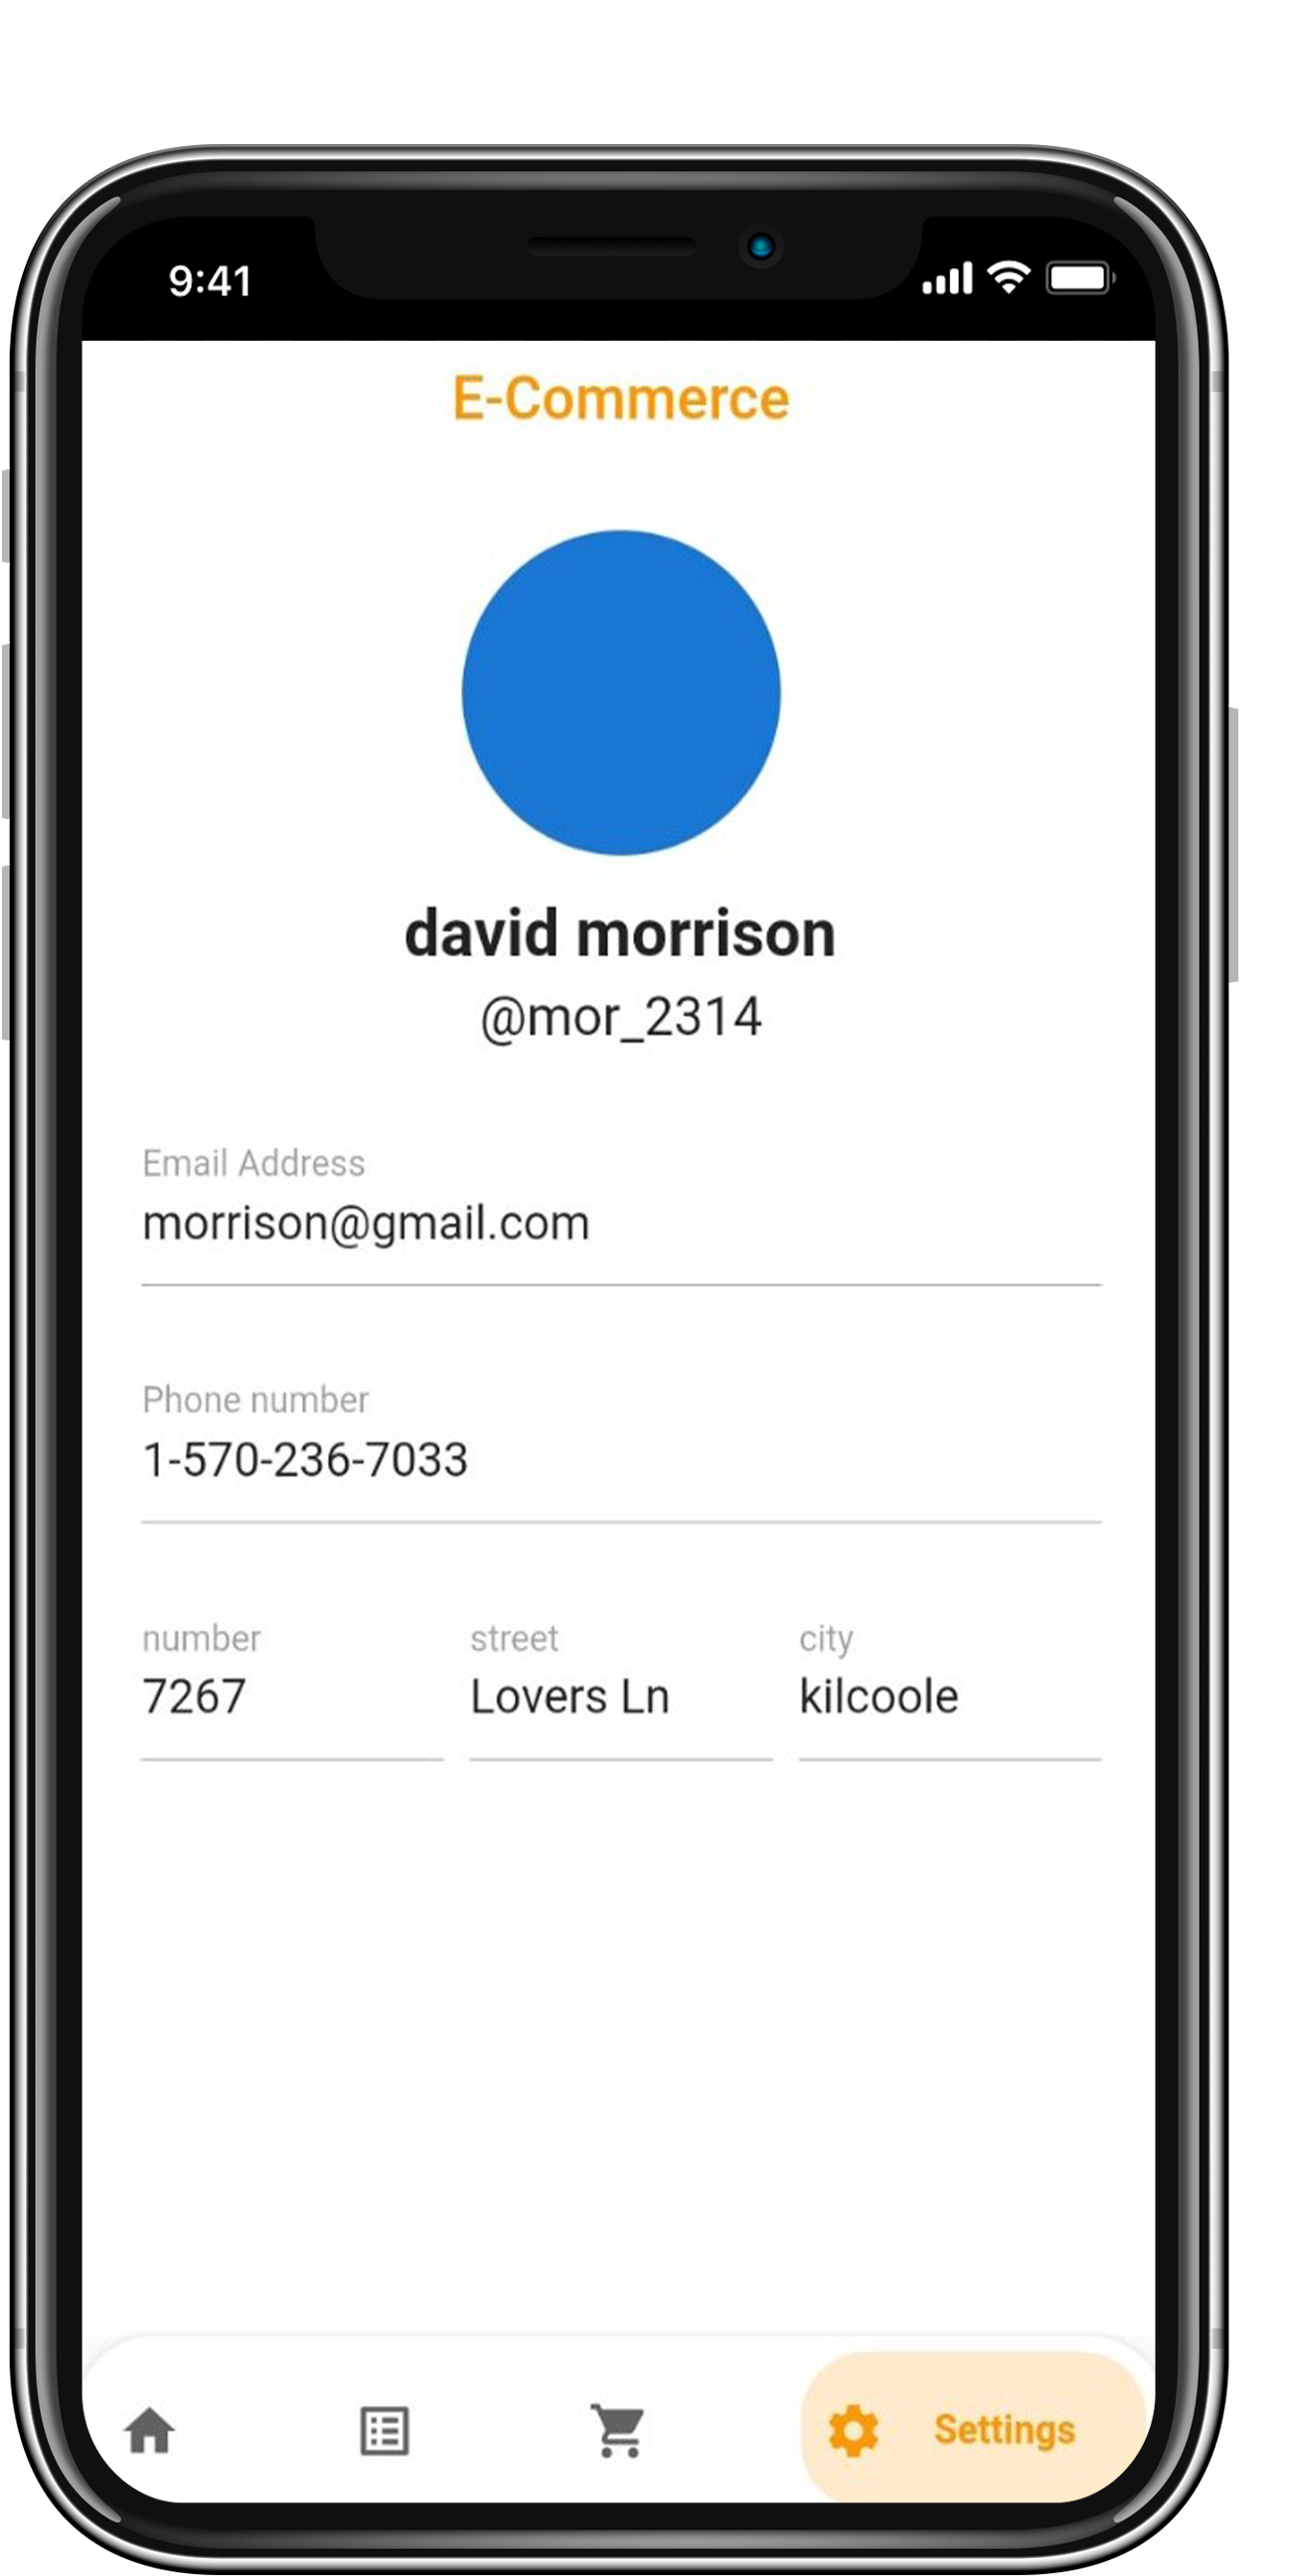 9:41
E-Commerce
david morrison
@mor_2314
Email Address
morrison@gmail.com
Phone number
1-570-236-7033
number street city
7267 Lovers Ln kilcoole
Settings